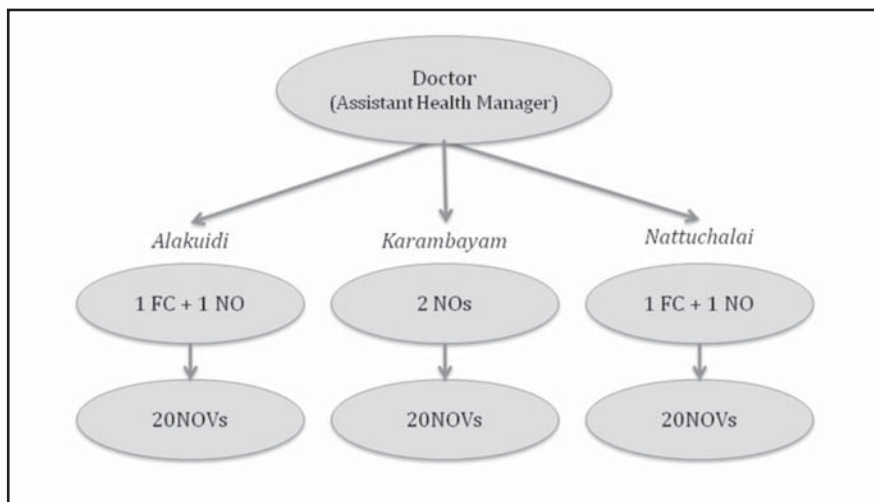 Doctor
(Assistant Health Manager)
Alakuidi
Karambayam
Nattuchalai
1 FC + 1 NO
2 NOs
1 FC + 1 NO
20NOVs
20NOVs
20NOVs